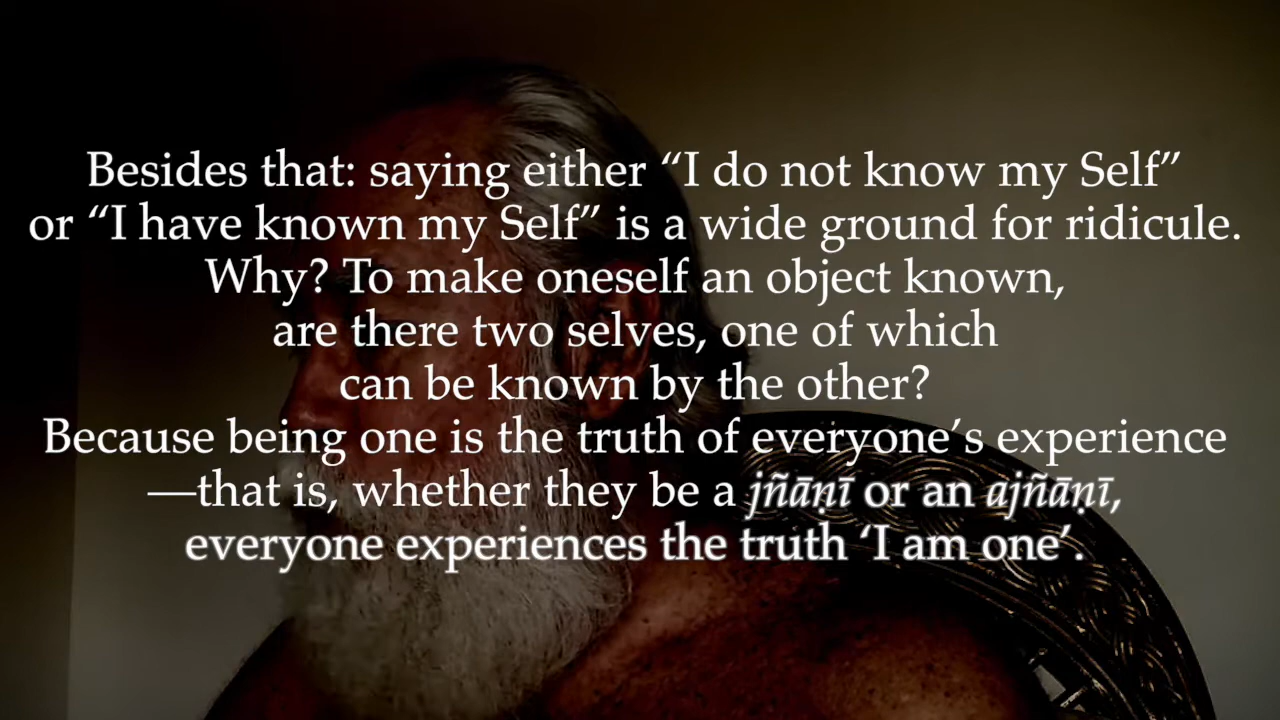 Besides that: saying either “I do not know my Self”
or “I have known my Self” is a wide ground for ridicule.
Why? To make oneself an object known,
are there two selves, one of which
can be known by the other?
Because being one is the truth of everyone’s experience
—that is, whether they be a jñāṇī or an ajñāṇī,
everyone experiences the truth ‘I am one’.